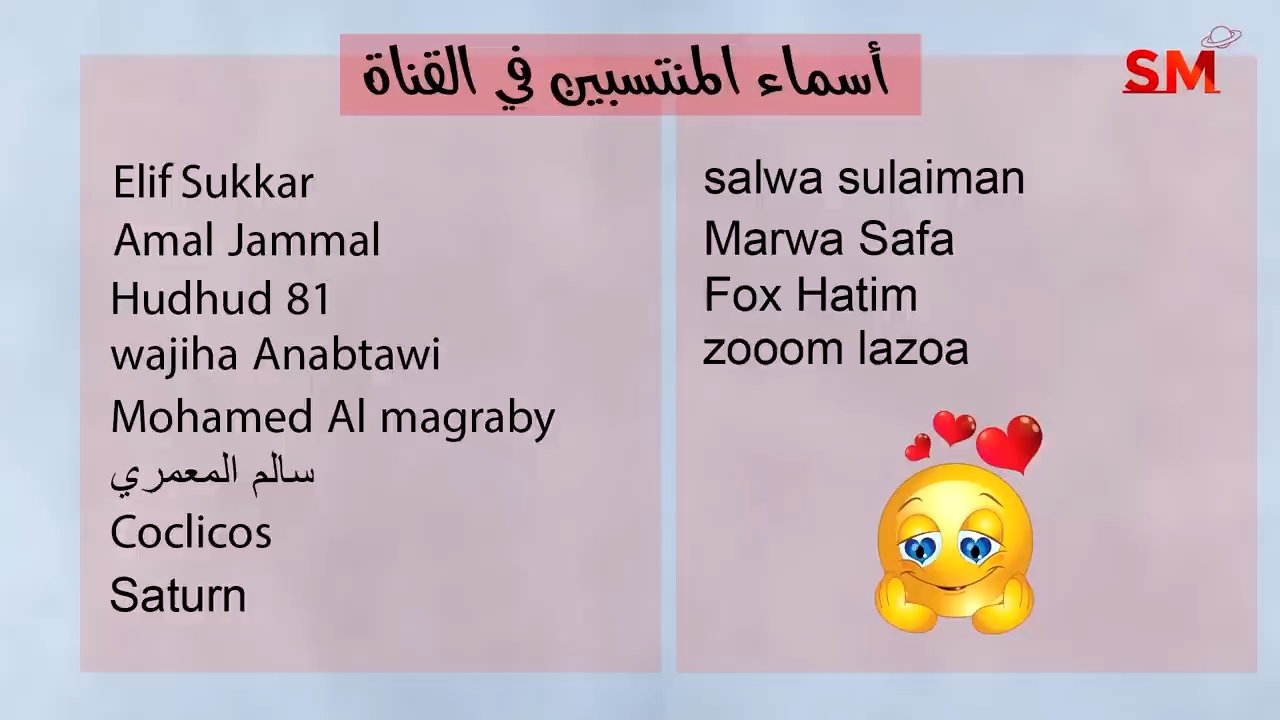 أسماء المنتسبين في القناة
SM
Elif Sukkar
Amal Jammal
Hudhud 81
wajiha Anabtawi
Mohamed Al magraby
سالم المعمري
Coclicos
Saturn
salwa sulaiman
Marwa Safa
Fox Hatim
zooom lazoa